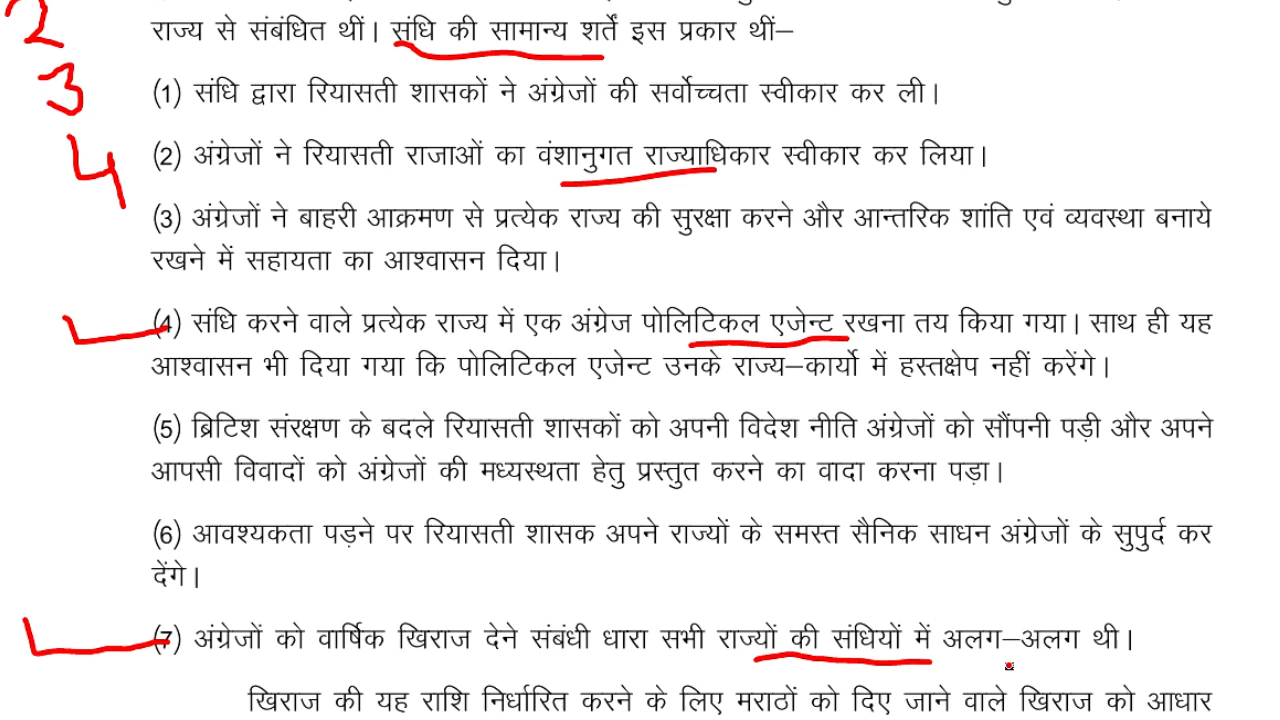 2
राज्य से संबंधित थीं। संधि की सामान्य शर्तें इस प्रकार थीं–
3
(1) संधि द्वारा रियासती शासकों ने अंग्रेजों की सर्वोच्चता स्वीकार कर ली।
4
(2) अंग्रेजों ने रियासती राजाओं का वंशानुगत राज्याधिकार स्वीकार कर लिया।
(3) अंग्रेजों ने बाहरी आक्रमण से प्रत्येक राज्य की सुरक्षा करने और आन्तरिक शांति एवं व्यवस्था बनाये
रखने में सहायता का आश्वासन दिया।
(4) संधि करने वाले प्रत्येक राज्य में एक अंग्रेज पोलिटिकल एजेन्ट रखना तय किया गया। साथ ही यह
आश्वासन भी दिया गया कि पोलिटिकल एजेन्ट उनके राज्य–कार्यो में हस्तक्षेप नहीं करेंगे।
(5) ब्रिटिश संरक्षण के बदले रियासती शासकों को अपनी विदेश नीति अंग्रेजों को सौंपनी पड़ी और अपने
आपसी विवादों को अंग्रेजों की मध्यस्थता हेतु प्रस्तुत करने का वादा करना पड़ा।
(6) आवश्यकता पड़ने पर रियासती शासक अपने राज्यों के समस्त सैनिक साधन अंग्रेजों के सुपुर्द कर
देंगे।
(7) अंग्रेजों को वार्षिक खिराज देने संबंधी धारा सभी राज्यों की संधियों में अलग–अलग थी।
खिराज की यह राशि निर्धारित करने के लिए मराठों को दिए जाने वाले खिराज को आधार